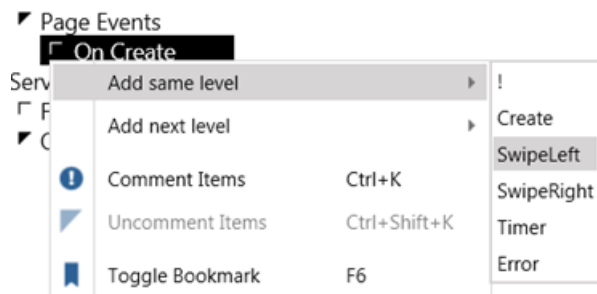 Page Events
On Create
Serv
Add same level
!
Add next level
Create
SwipeLeft
Comment Items Ctrl+K
SwipeRight
Uncomment Items Ctrl+Shift+K
Timer
Toggle Bookmark F6
Error